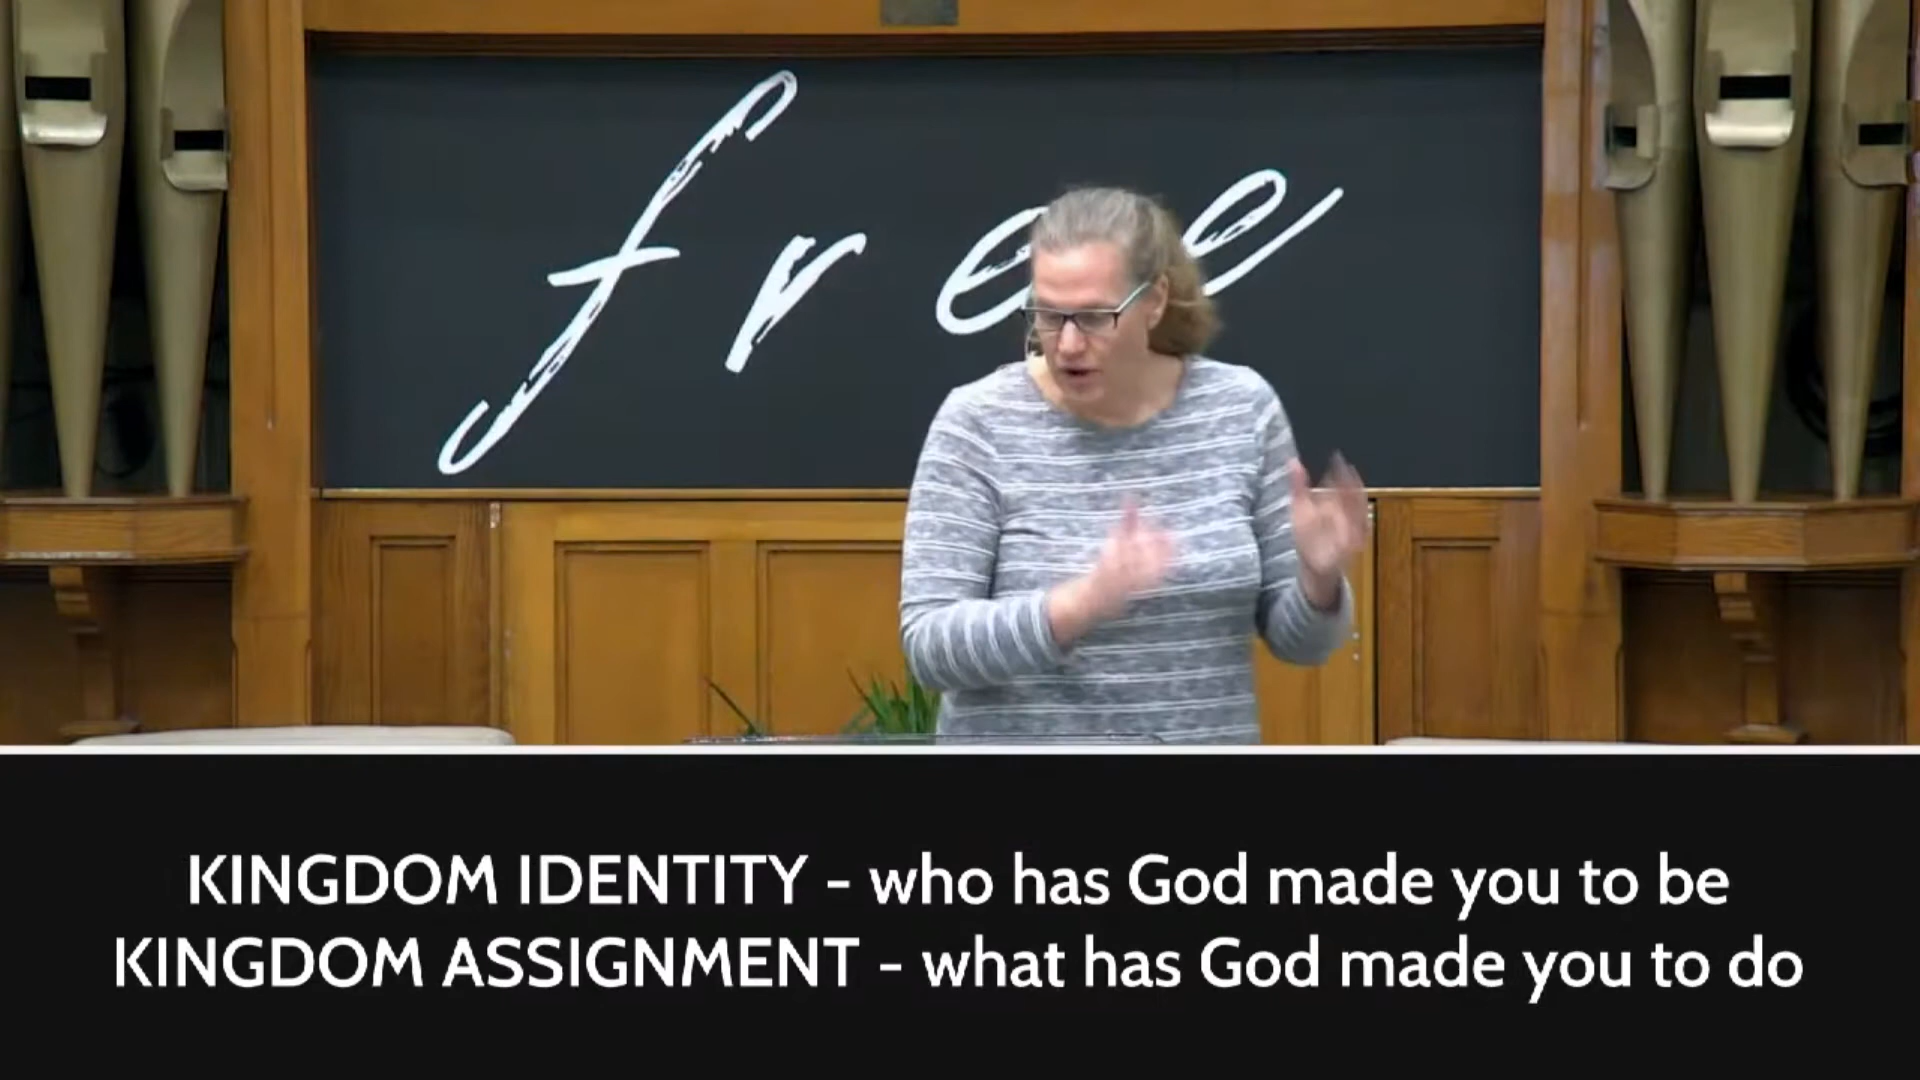 free
KINGDOM IDENTITY - who has God made you to be
KINGDOM ASSIGNMENT - what has God made you to do